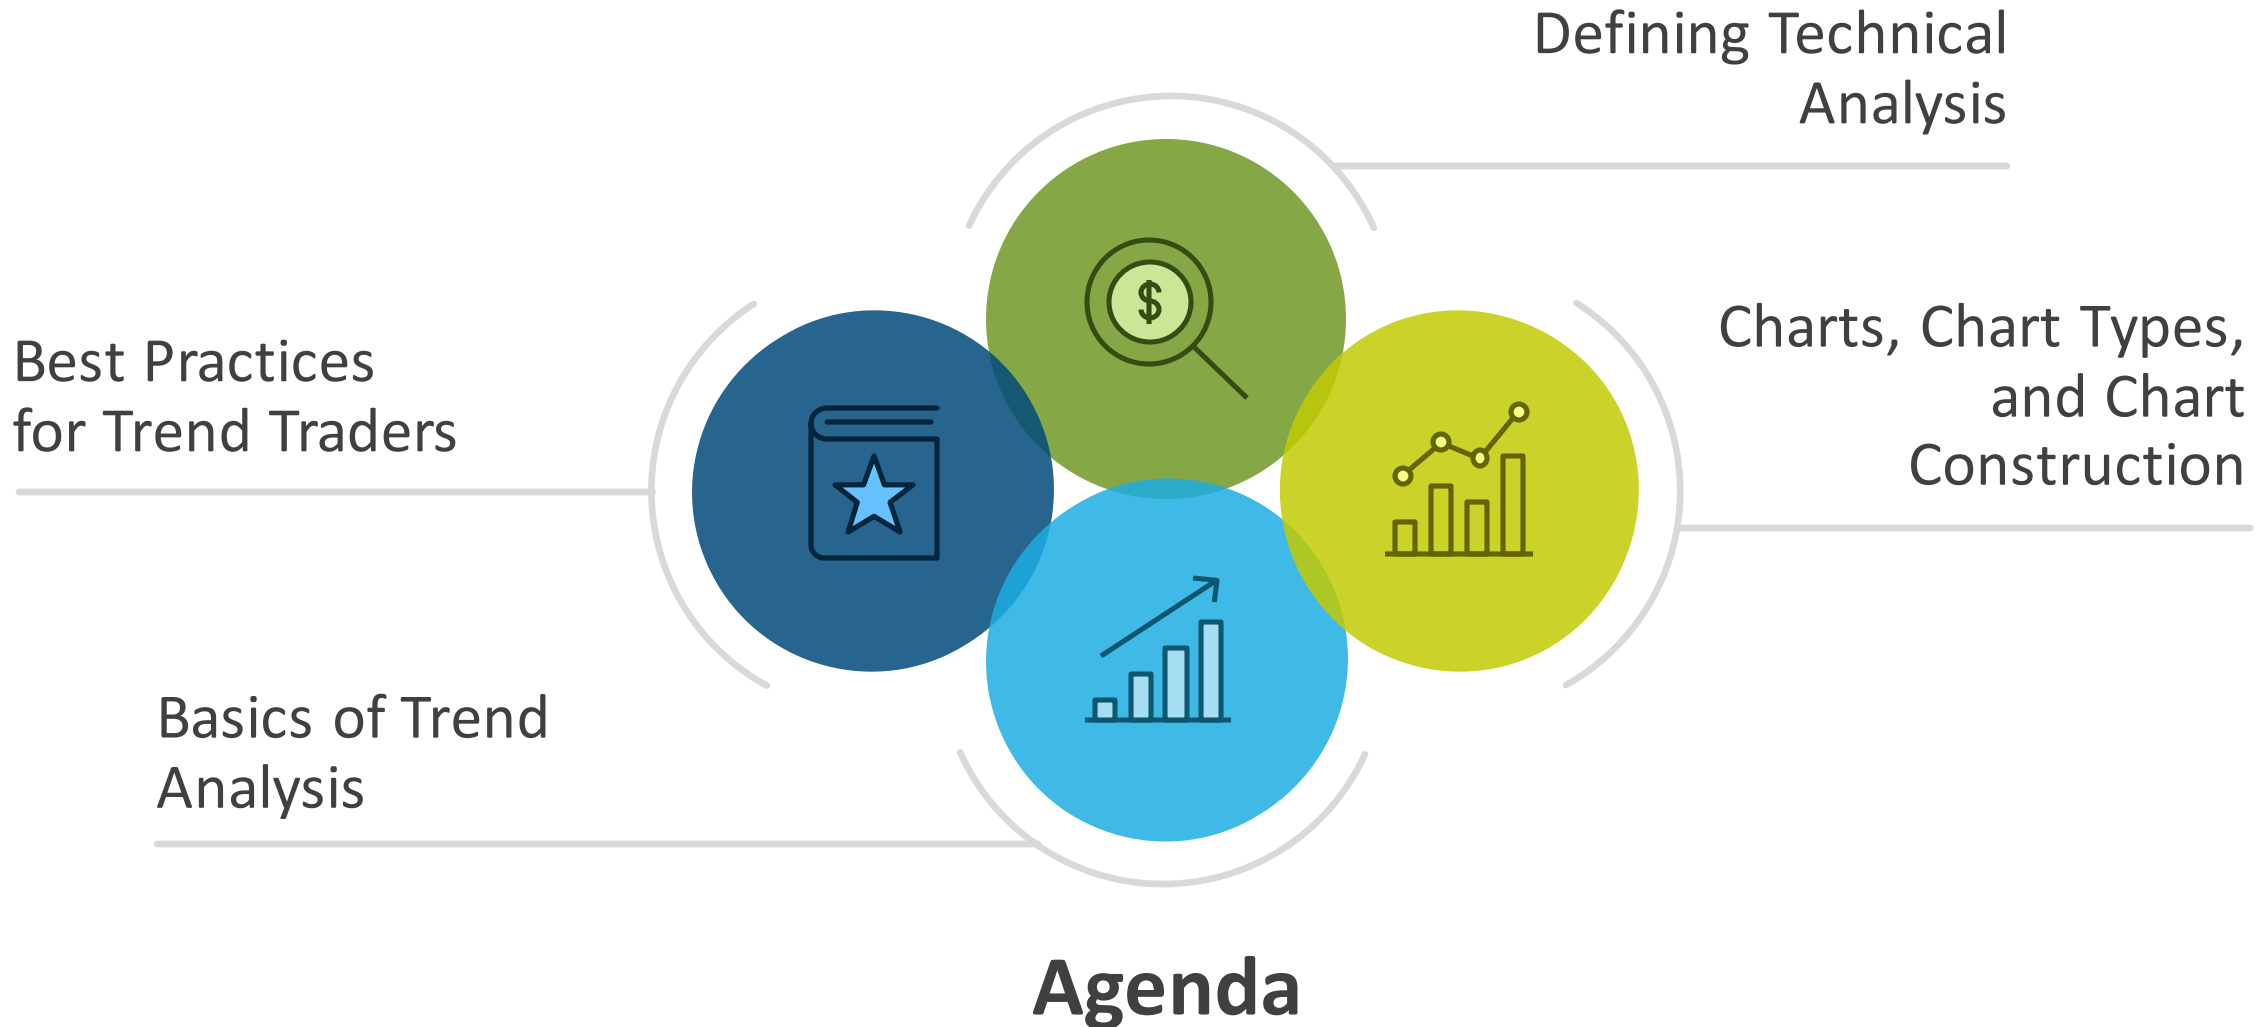 Defining Technical
Analysis
Charts, Chart Types,
and Chart
Construction
Best Practices
for Trend Traders
Basics of Trend
Analysis
$
Agenda